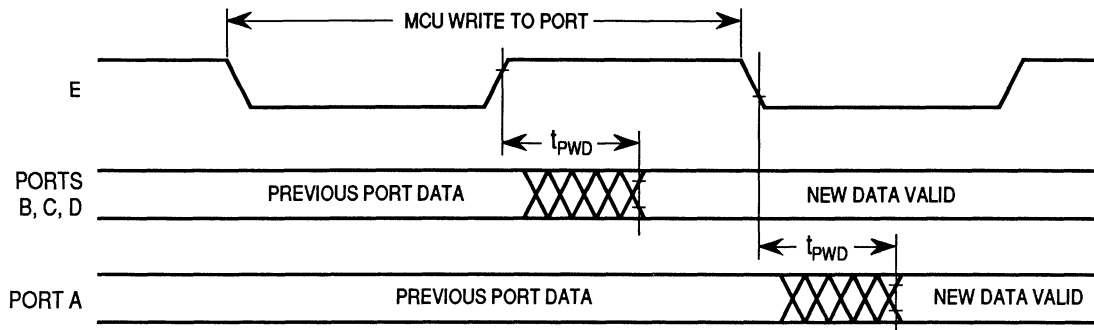 MCU WRITE TO PORT
E
tPWD
PORTS
B, C, D
PREVIOUS PORT DATA
NEW DATA VALID
tPWD
PORT A
PREVIOUS PORT DATA
NEW DATA VALID